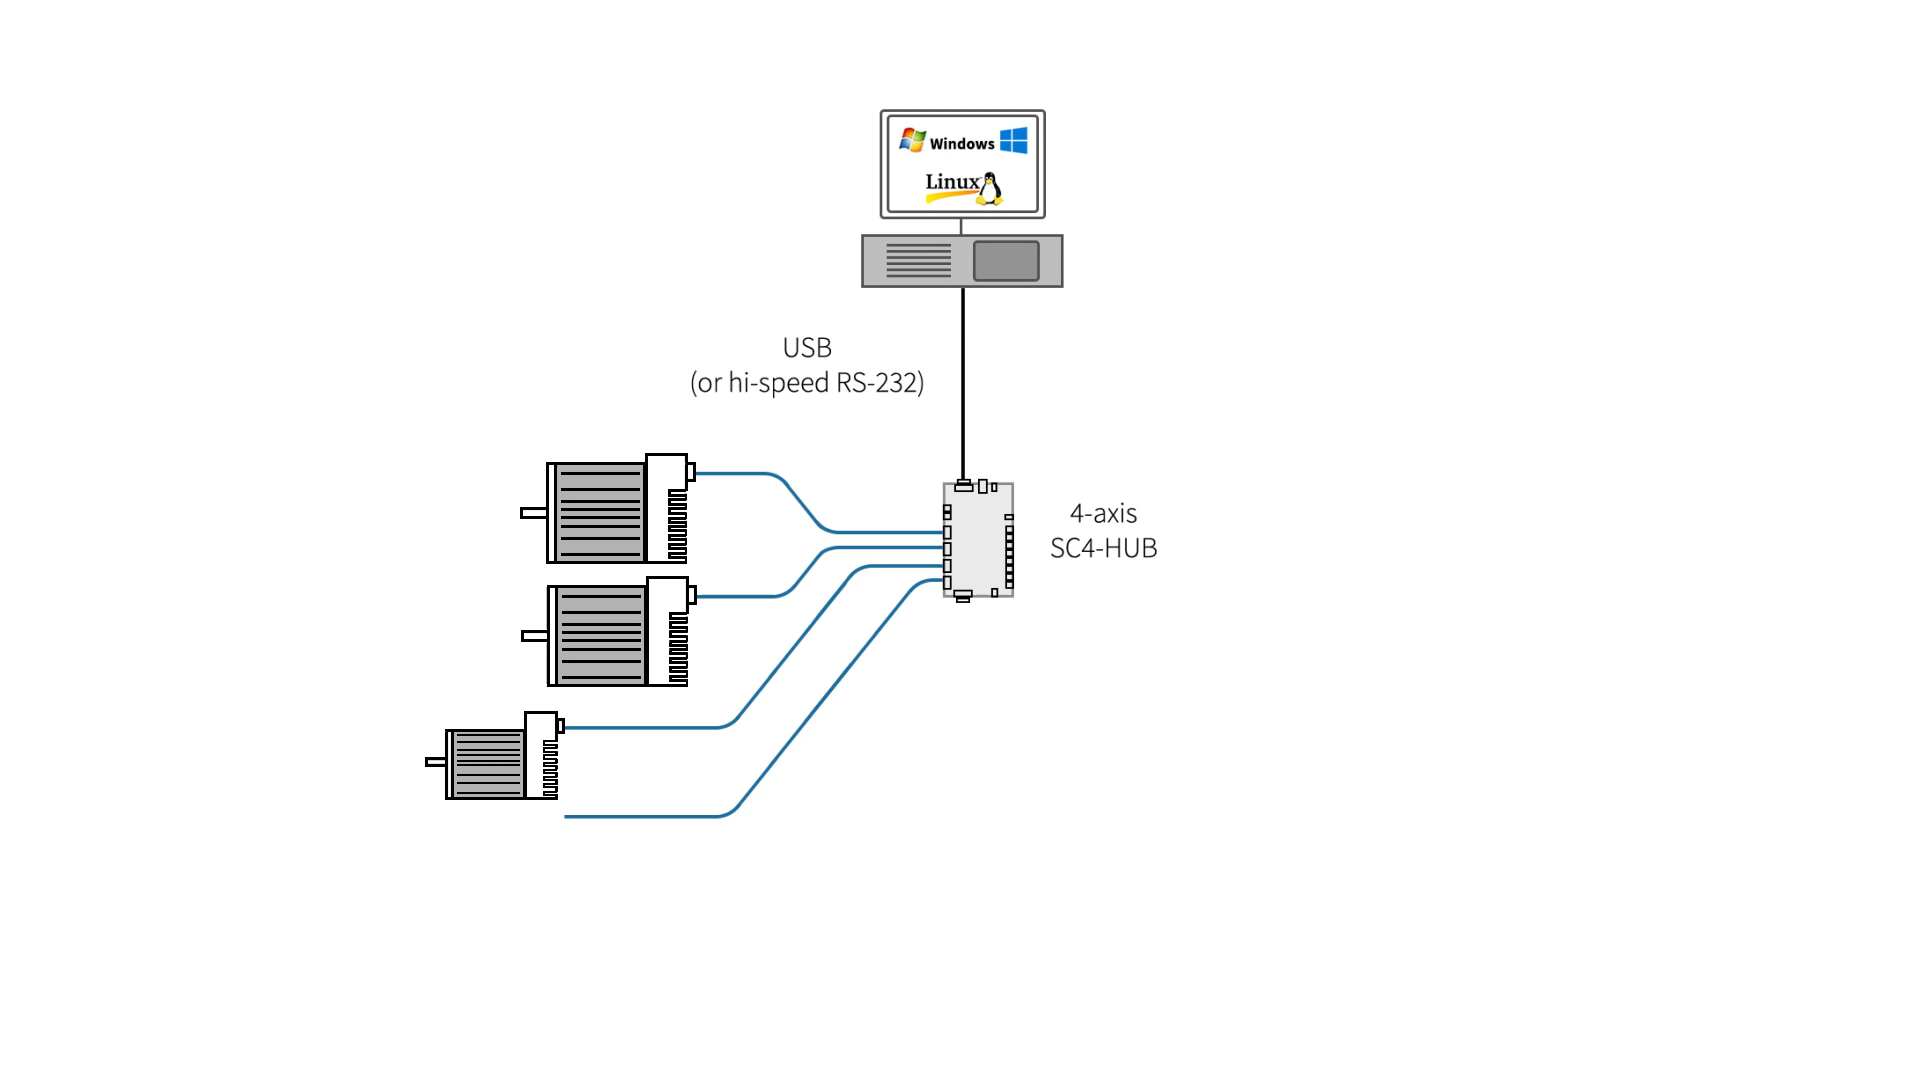 Windows
Linux
USB
(or hi-speed RS-232)
4-axis
SC4-HUB